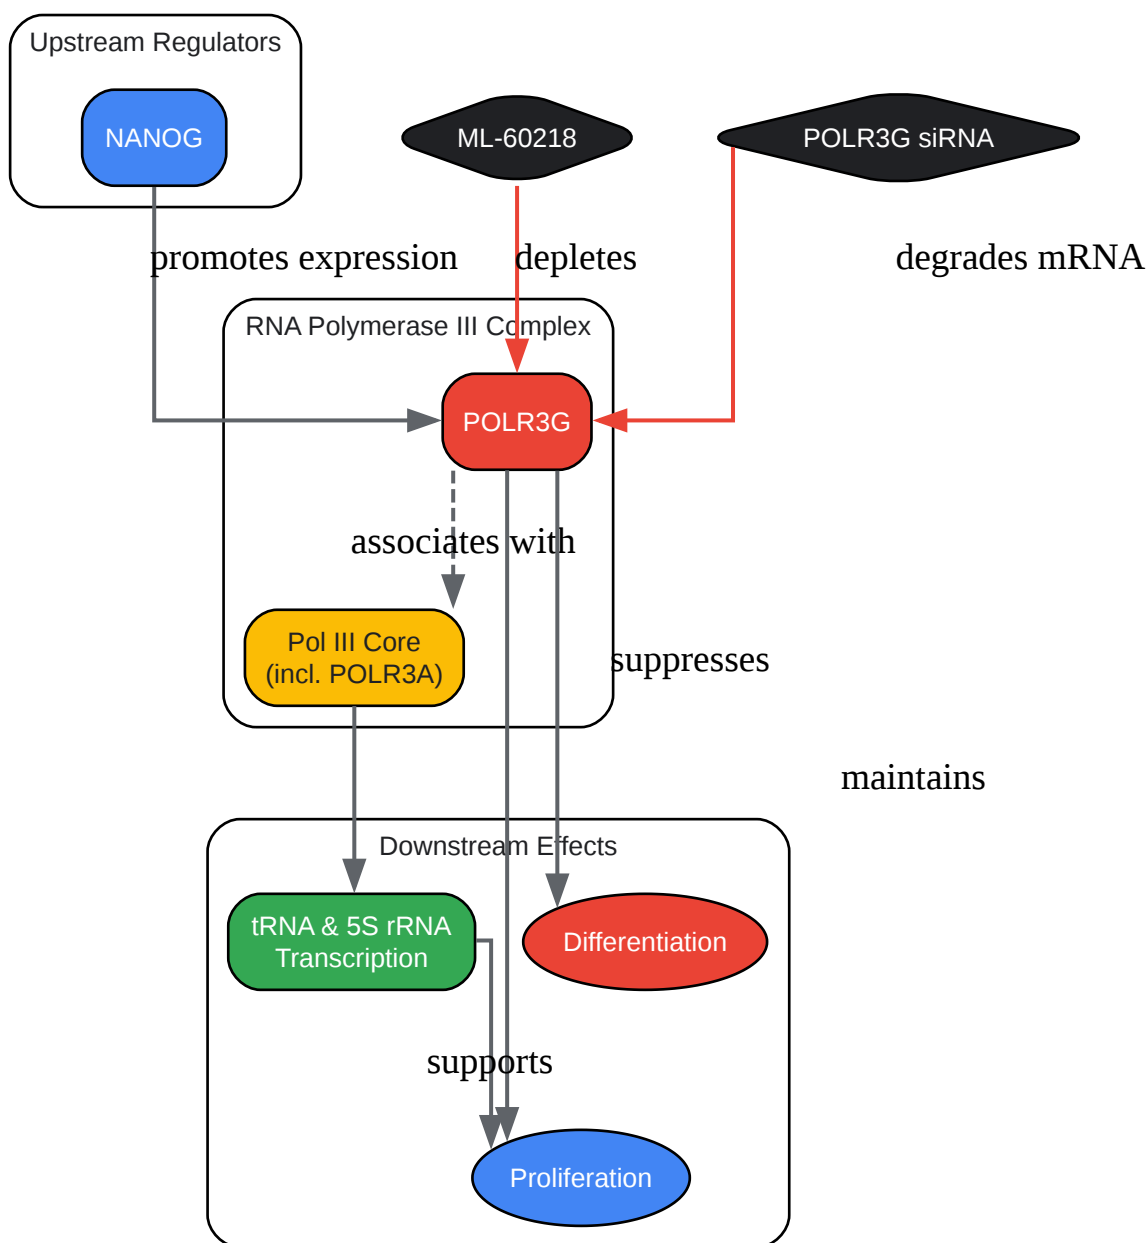 Upstream Regulators
NANOG
ML-60218
POLR3G siRNA
promotes expression
depletes
degrades mRNA
RNA Polymerase III Complex
POLR3G
associates with
Pol III Core
(incl. POLR3A)
suppresses
maintains
Downstream Effects
tRNA & 5S rRNA
Transcription
Differentiation
supports
Proliferation